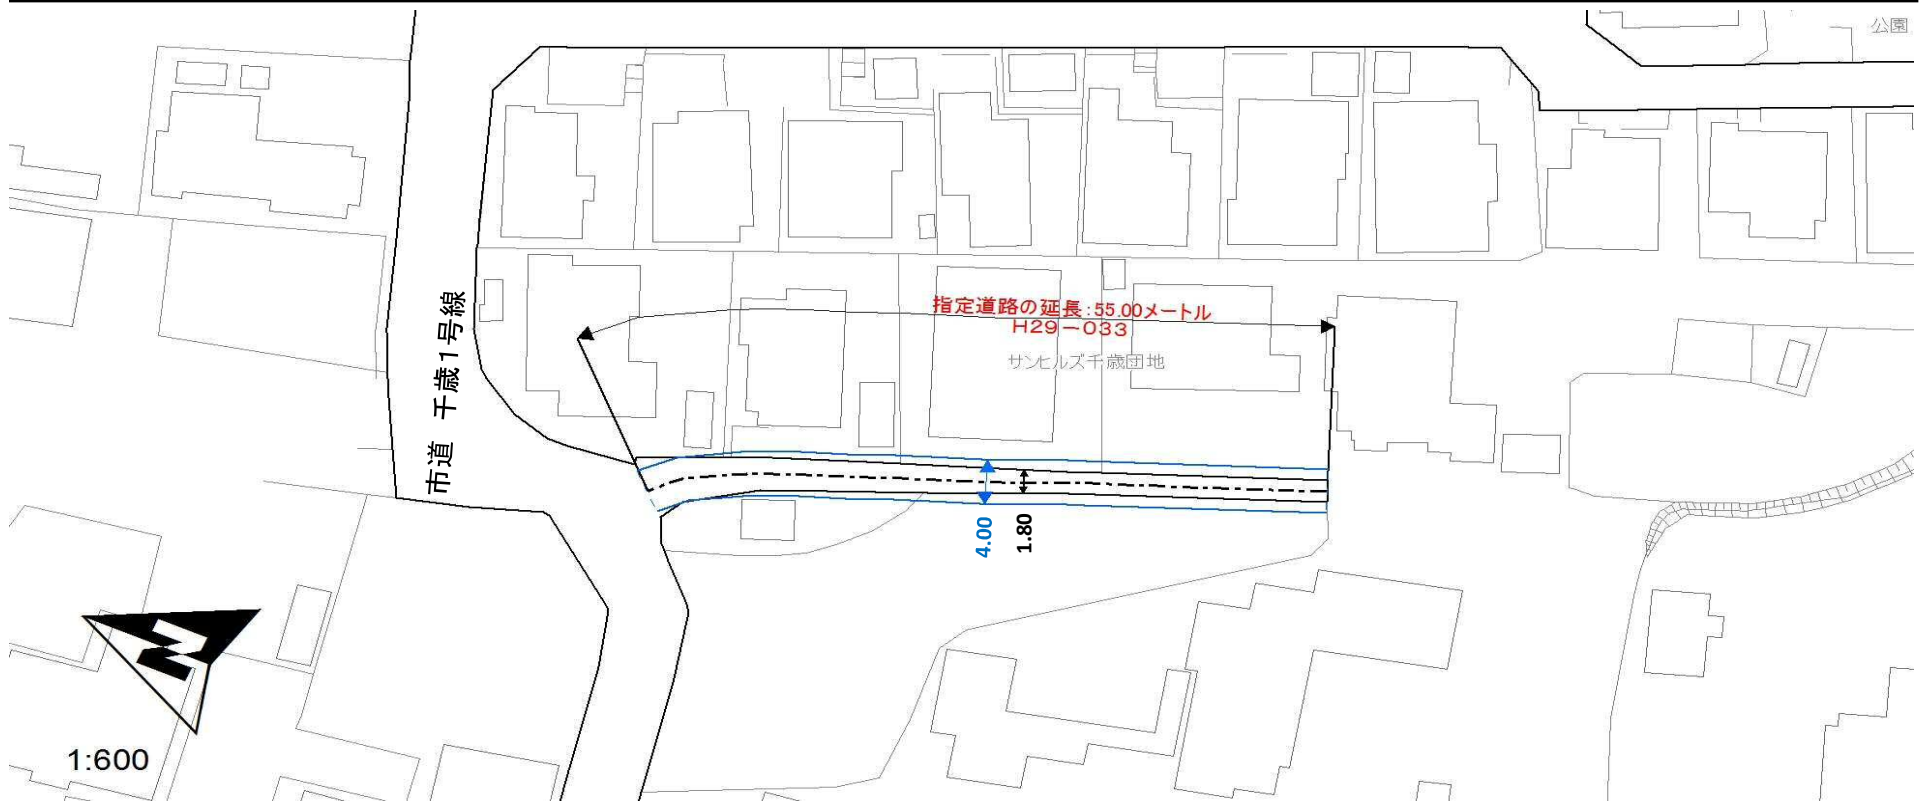 公園
市道 千歳1号線
指定道路の延長:55.00メートル
H29-033
サンヒルズ千歳団地
4.00
1.80
N
1:600